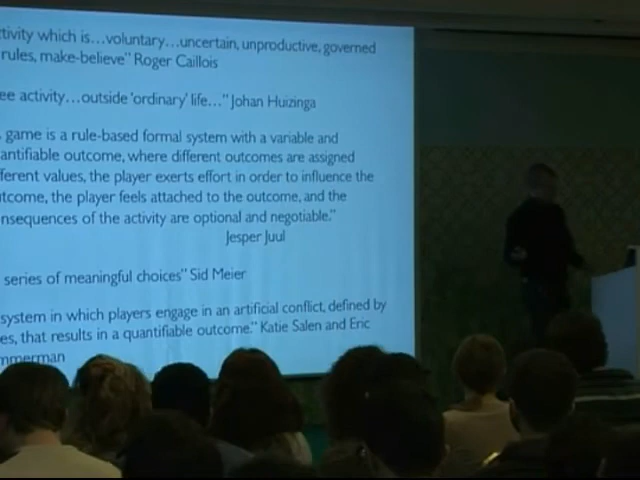 tivity which is…voluntary…uncertain, unproductive, governed
rules, make-believe" Roger Caillois
ee activity…outside 'ordinary' life…" Johan Huizinga
game is a rule-based formal system with a variable and
antifiable outcome, where different outcomes are assigned
ferent values, the player exerts effort in order to influence the
tcome, the player feels attached to the outcome, and the
nsequences of the activity are optional and negotiable."
Jesper Juul
series of meaningful choices" Sid Meier
system in which players engage in an artificial conflict, defined by
es, that results in a quantifiable outcome." Katie Salen and Eric
mmerman